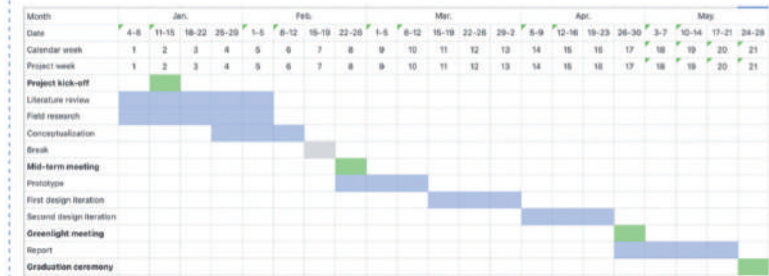 Month Jan. Feb. Mar. Apr. May.
Date 4-8 11-15 18-22 25-29 1-5 8-12 15-19 22-26 1-5 8-12 15-19 22-26 29-2 5-9 12-16 19-23 26-30 3-7 10-14 17-21 24-28
Calendar week 1 2 3 4 5 6 7 8 9 10 11 12 13 14 15 16 17 18 19 20 21
Project week 1 2 3 4 5 6 7 8 9 10 11 12 13 14 15 16 17 18 19 20 21
Project kick-off
Literature review
Field research
Conceptualization
Break
Mid-term meeting
Prototype
First design iteration
Second design iteration
Greenlight meeting
Report
Graduation ceremony